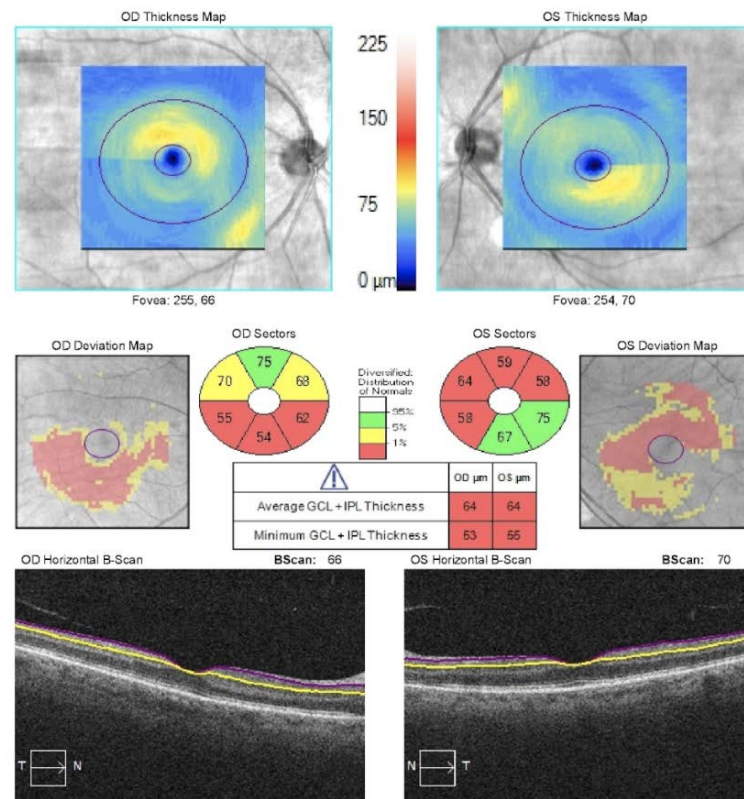 OD Thickness Map
OS Thickness Map
225
150
75
0 µm
Fovea: 255, 66
Fovea: 254, 70
OD Deviation Map
OD Sectors
OS Sectors
OS Deviation Map
75
70
68
55
62
54
Diversified:
Distribution
of Normals
95%
5%
1%
59
64
58
58
75
67
OD µm
OS µm
Average GCL + IPL Thickness
64
64
Minimum GCL + IPL Thickness
53
55
OD Horizontal B-Scan
BScan: 66
OS Horizontal B-Scan
BScan: 70
T
N
N
T